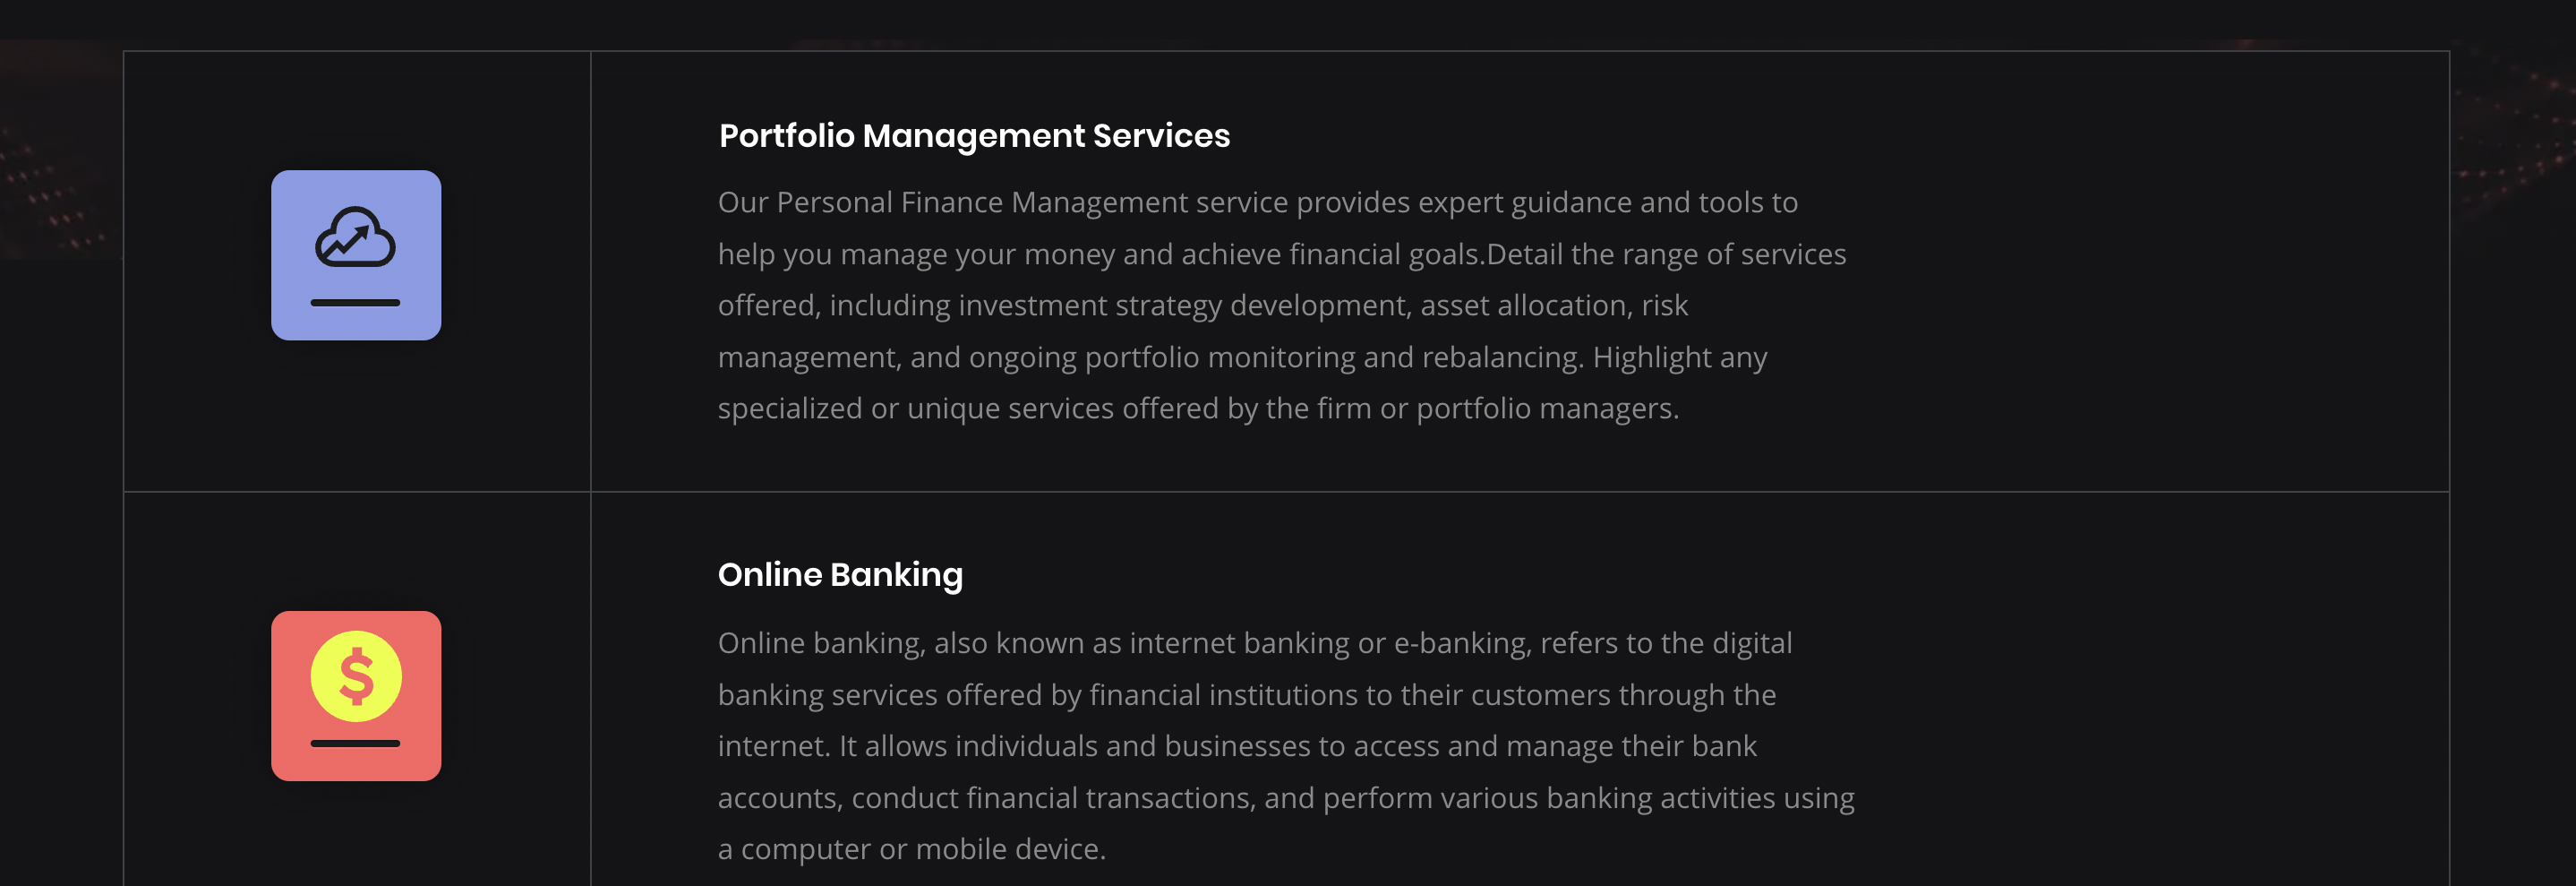 Portfolio Management Services
Our Personal Finance Management service provides expert guidance and tools to
help you manage your money and achieve financial goals.Detail the range of services
offered, including investment strategy development, asset allocation, risk
management, and ongoing portfolio monitoring and rebalancing. Highlight any
specialized or unique services offered by the firm or portfolio managers.
$
Online Banking
Online banking, also known as internet banking or e-banking, refers to the digital
banking services offered by financial institutions to their customers through the
internet. It allows individuals and businesses to access and manage their bank
accounts, conduct financial transactions, and perform various banking activities using
a computer or mobile device.